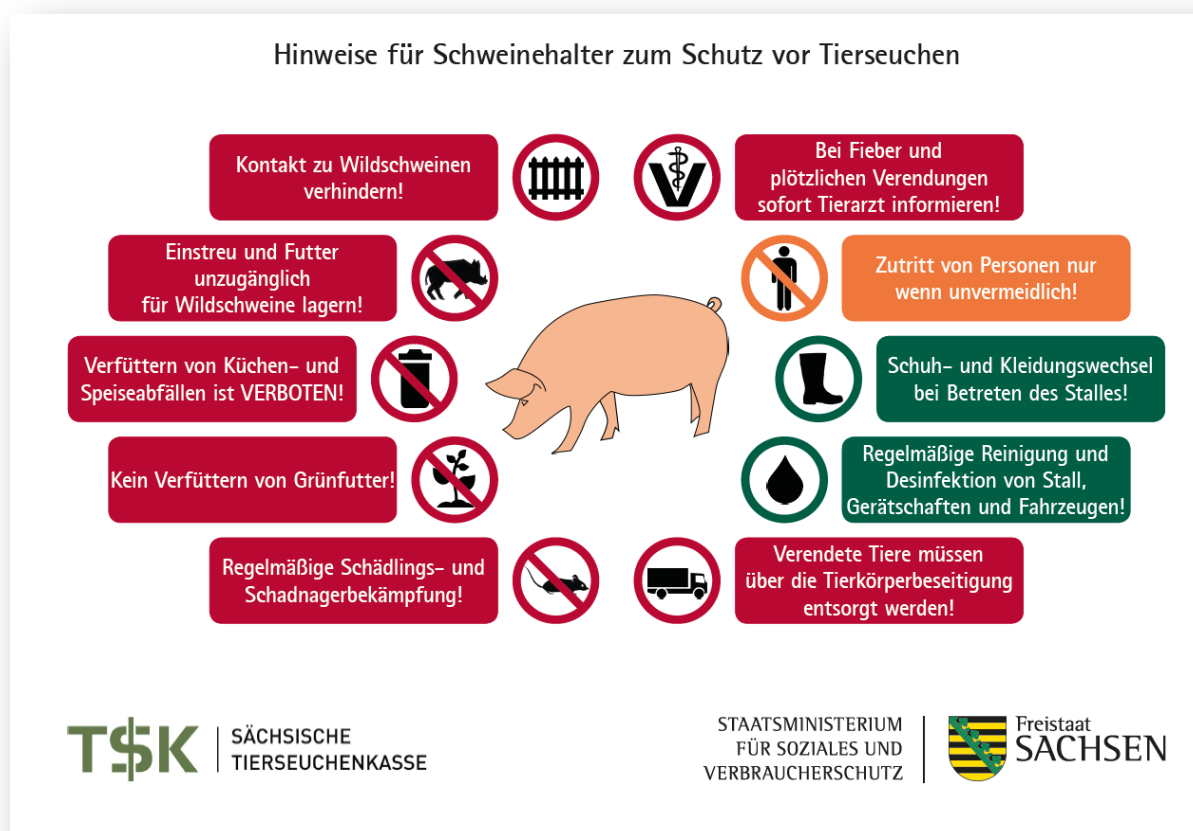 Hinweise für Schweinehalter zum Schutz vor Tierseuchen
Kontakt zu Wildschweinen
verhindern!
Einstreu und Futter
unzugänglich
für Wildschweine lagern!
Verfüttern von Küchen- und
Speiseabfällen ist VERBOTEN!
Kein Verfüttern von Grünfutter!
Regelmäßige Schädlings- und
Schadnagerbekämpfung!
Bei Fieber und
plötzlichen Verendungen
sofort Tierarzt informieren!
Zutritt von Personen nur
wenn unvermeidlich!
Schuh- und Kleidungswechsel
bei Betreten des Stalles!
Regelmäßige Reinigung und
Desinfektion von Stall,
Gerätschaften und Fahrzeugen!
Verendete Tiere müssen
über die Tierkörperbeseitigung
entsorgt werden!
TSK
SÄCHSISCHE
TIERSEUCHENKASSE
STAATSMINISTERIUM
FÜR SOZIALES UND
VERBRAUCHERSCHUTZ
Freistaat
SACHSEN